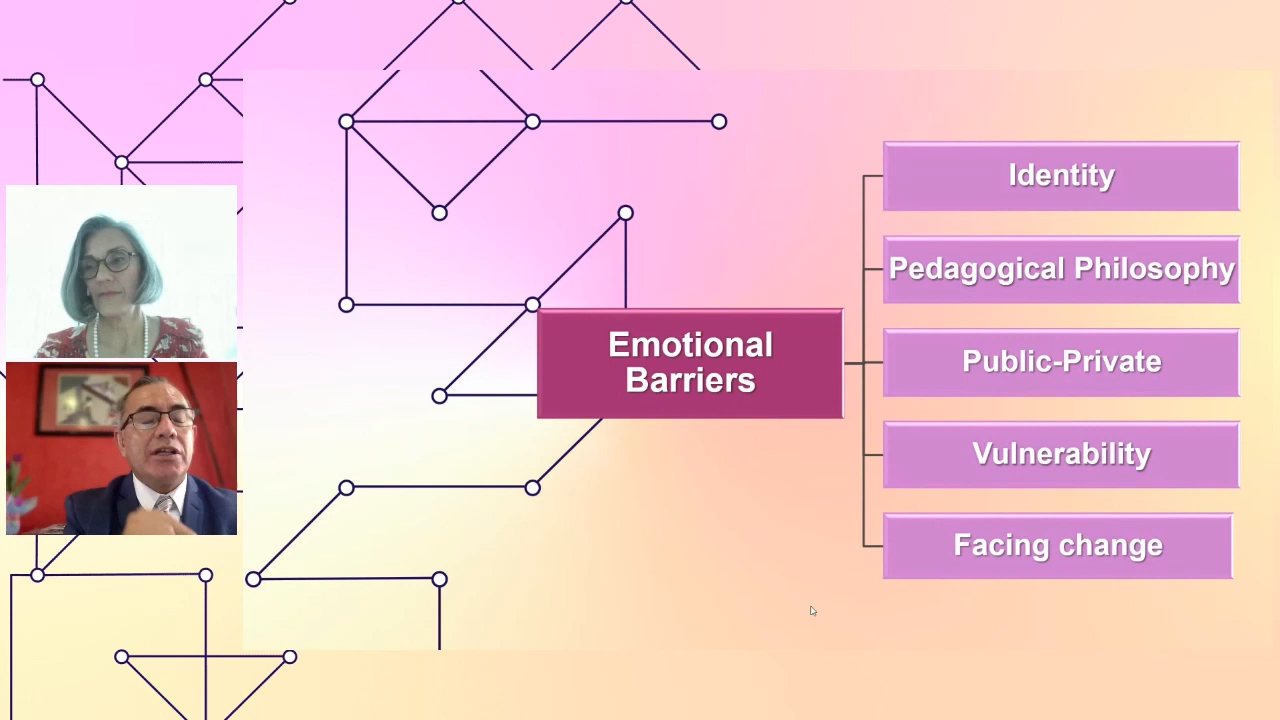 Emotional
Barriers
Identity
Pedagogical Philosophy
Public-Private
Vulnerability
Facing change